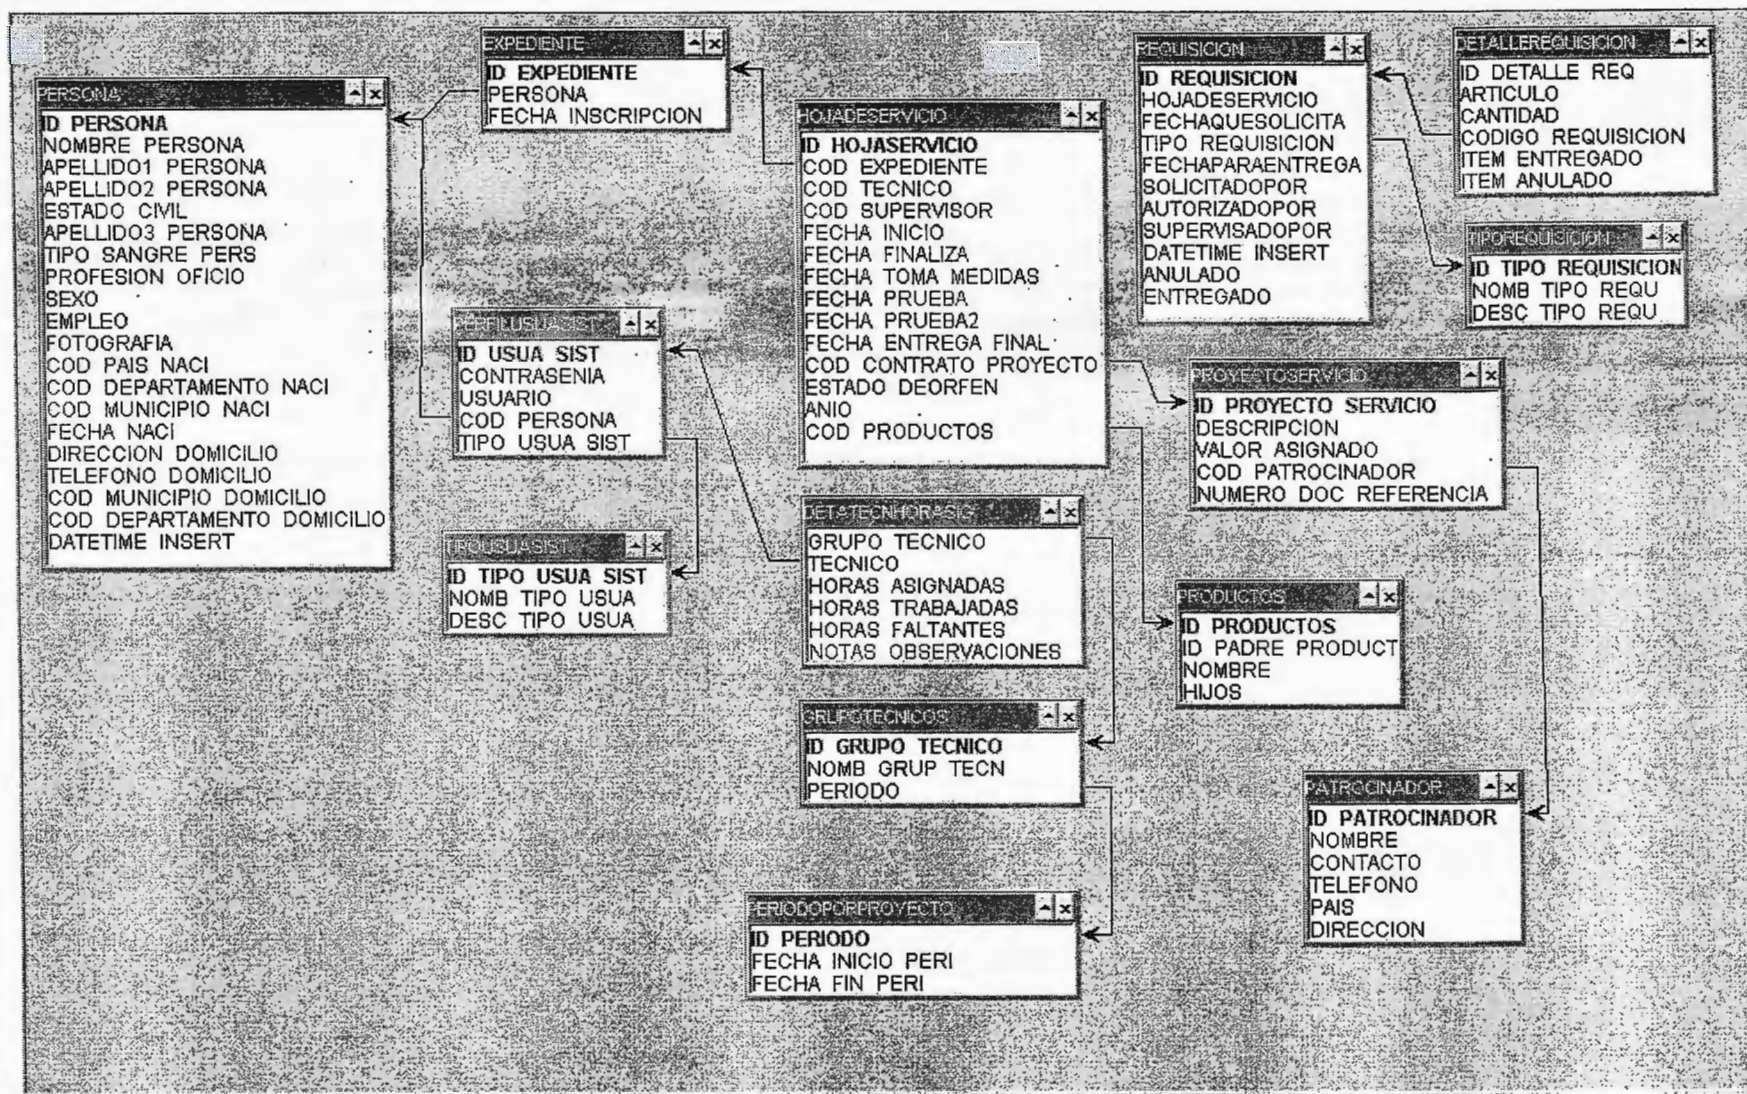 PERSONA
ID PERSONA
NOMBRE PERSONA
APELLIDO1 PERSONA
APELLIDO2 PERSONA
ESTADO CIVIL
APELLIDO3 PERSONA
TIPO SANGRE PERS
PROFESION OFICIO
SEXO
EMPLEO
FOTOGRAFIA
COD PAIS NACI
COD DEPARTAMENTO NACI
COD MUNICIPIO NACI
FECHA NACI
DIRECCION DOMICILIO
TELEFONO DOMICILIO
COD MUNICIPIO DOMICILIO
COD DEPARTAMENTO DOMICILIO
DATETIME INSERT
EXPEDIENTE
ID EXPEDIENTE
PERSONA
FECHA INSCRIPCION
PERFILUSUASIST
ID USUA SIST
CONTRASENIA
USUARIO
COD PERSONA
TIPO USUA SIST
TIPOUSUASIST
ID TIPO USUA SIST
NOMB TIPO USUA
DESC TIPO USUA
HOJADESERVICIO
ID HOJASERVICIO
COD EXPEDIENTE
COD TECNICO
COD SUPERVISOR
FECHA INICIO
FECHA FINALIZA
FECHA TOMA MEDIDAS
FECHA PRUEBA
FECHA PRUEBA2
FECHA ENTREGA FINAL
COD CONTRATO PROYECTO
ESTADO DEORFEN
ANIO
COD PRODUCTOS
DETATECNHORASIG
GRUPO TECNICO
TECNICO
HORAS ASIGNADAS
HORAS TRABAJADAS
HORAS FALTANTES
NOTAS OBSERVACIONES
GRUPOTECNICOS
ID GRUPO TECNICO
NOMB GRUP TECN
PERIODO
PERIODOPORPROYECTO
ID PERIODO
FECHA INICIO PERI
FECHA FIN PERI
REQUISICION
ID REQUISICION
HOJADESERVICIO
FECHAQUESOLICITA
TIPO REQUISICION
FECHAPARAENTREGA
SOLICITADOPOR
AUTORIZADOPOR
SUPERVISADOPOR
DATETIME INSERT
ANULADO
ENTREGADO
DETALLEREQUISICION
ID DETALLE REQ
ARTICULO
CANTIDAD
CODIGO REQUISICION
ITEM ENTREGADO
ITEM ANULADO
TIPOREQUISICION
ID TIPO REQUISICION
NOMB TIPO REQU
DESC TIPO REQU
PROYECTOSERVICIO
ID PROYECTO SERVICIO
DESCRIPCION
VALOR ASIGNADO
COD PATROCINADOR
NUMERO DOC REFERENCIA
PRODUCTOS
ID PRODUCTOS
ID PADRE PRODUCT
NOMBRE
HIJOS
PATROCINADOR
ID PATROCINADOR
NOMBRE
CONTACTO
TELEFONO
PAIS
DIRECCION